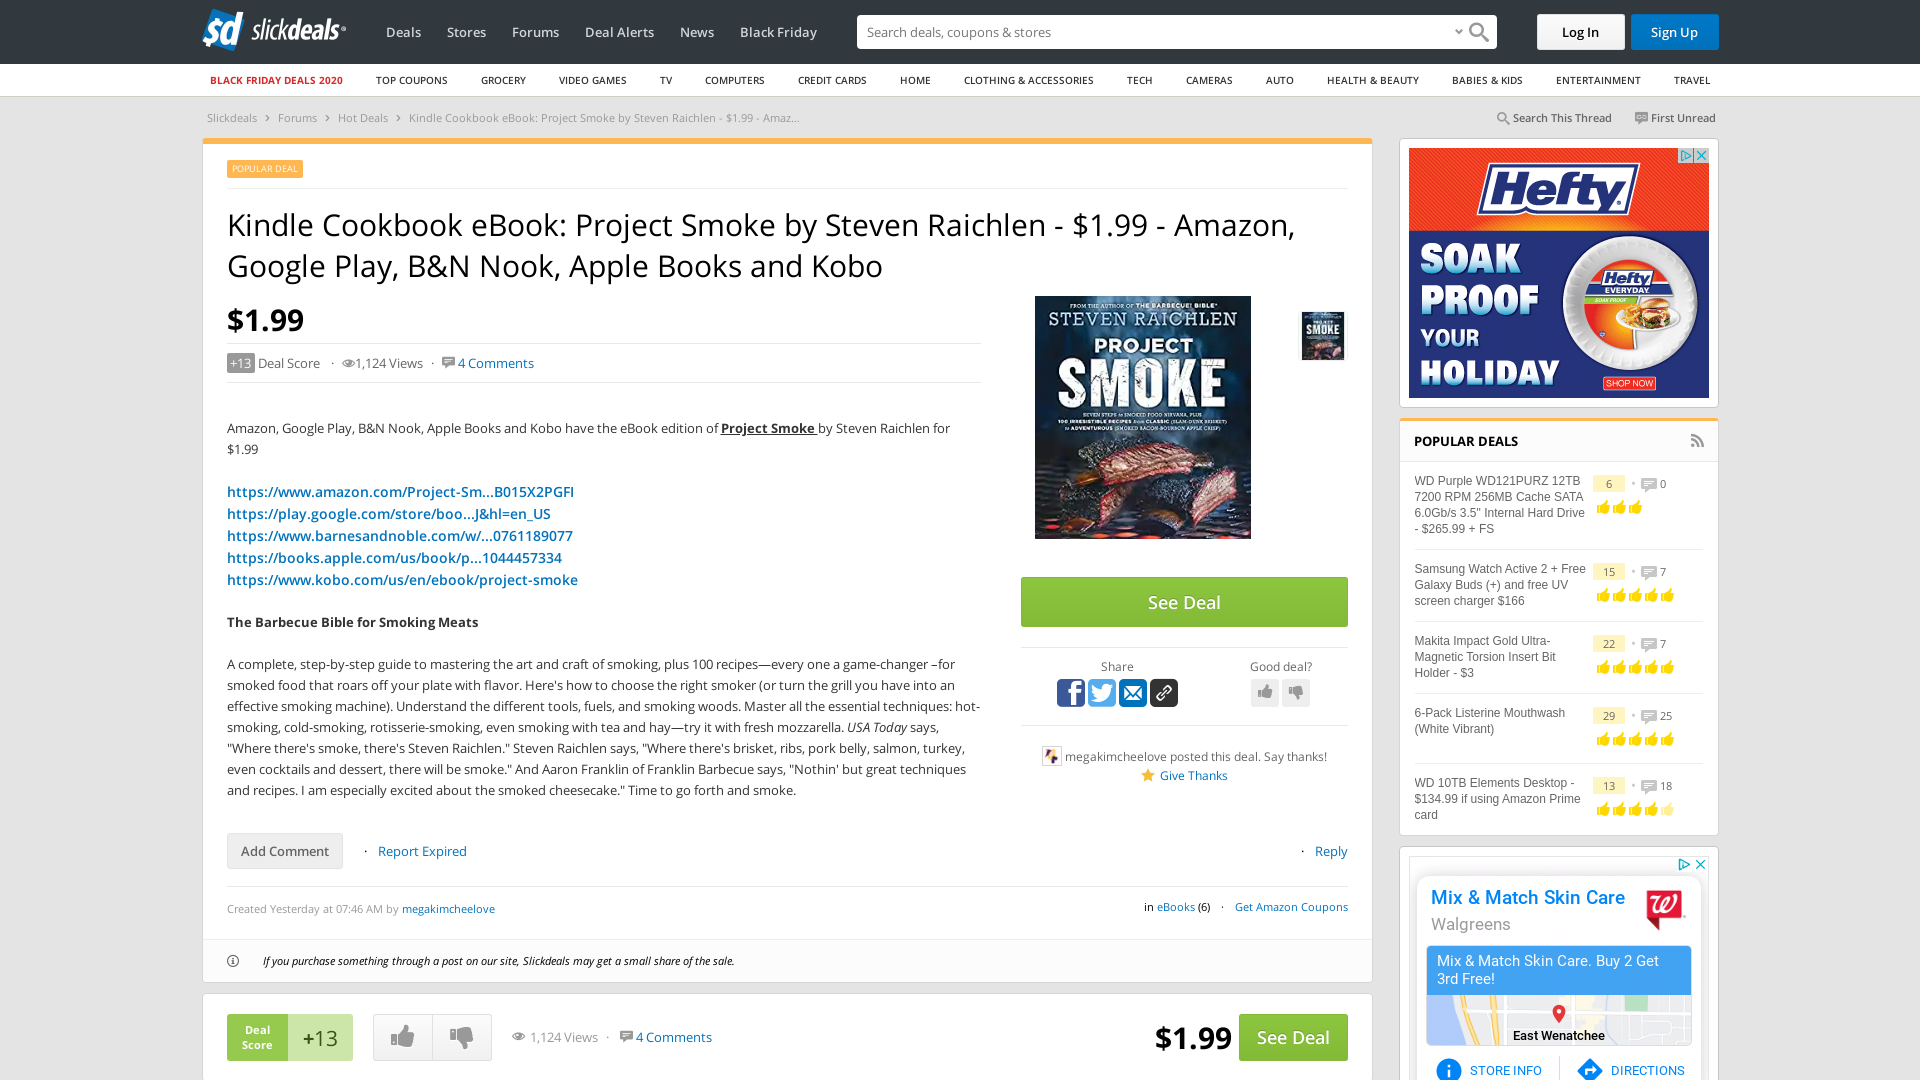 slickdeals
Deals
Stores
Forums
Deal Alerts
News
Black Friday
Search deals, coupons & stores
Log In
Sign Up
BLACK FRIDAY DEALS 2020
TOP COUPONS
GROCERY
VIDEO GAMES
TV
COMPUTERS
CREDIT CARDS
HOME
CLOTHING & ACCESSORIES
TECH
CAMERAS
AUTO
HEALTH & BEAUTY
BABIES & KIDS
ENTERTAINMENT
TRAVEL
Slickdeals › Forums › Hot Deals › Kindle Cookbook eBook: Project Smoke by Steven Raichlen - $1.99 - Amaz...
Search This Thread
First Unread
POPULAR DEAL
Kindle Cookbook eBook: Project Smoke by Steven Raichlen - $1.99 - Amazon,
Google Play, B&N Nook, Apple Books and Kobo
$1.99
+13 Deal Score · 1,124 Views · 4 Comments
Amazon, Google Play, B&N Nook, Apple Books and Kobo have the eBook edition of Project Smoke by Steven Raichlen for
$1.99
https://www.amazon.com/Project-Sm...B015X2PGFI
https://play.google.com/store/boo...J&hl=en_US
https://www.barnesandnoble.com/w/...0761189077
https://books.apple.com/us/book/p...1044457334
https://www.kobo.com/us/en/ebook/project-smoke
The Barbecue Bible for Smoking Meats
A complete, step-by-step guide to mastering the art and craft of smoking, plus 100 recipes—every one a game-changer –for
smoked food that roars off your plate with flavor. Here's how to choose the right smoker (or turn the grill you have into an
effective smoking machine). Understand the different tools, fuels, and smoking woods. Master all the essential techniques: hot-
smoking, cold-smoking, rotisserie-smoking, even smoking with tea and hay—try it with fresh mozzarella. USA Today says,
"Where there's smoke, there's Steven Raichlen." Steven Raichlen says, "Where there's brisket, ribs, pork belly, salmon, turkey,
even cocktails and dessert, there will be smoke." And Aaron Franklin of Franklin Barbecue says, "Nothin' but great techniques
and recipes. I am especially excited about the smoked cheesecake." Time to go forth and smoke.
FROM THE AUTHOR OF THE BARBECUE! BIBLE
STEVEN RAICHLEN
PROJECT
SMOKE
SEVEN STEPS TO SMOKED FOOD NIRVANA, PLUS
100 IRRESISTIBLE RECIPES from CLASSIC (SLAM-DUNK BRISKET)
to ADVENTUROUS (SMOKED BACON-BOURBON APPLE CRISP)
SMOKE
See Deal
Share
Good deal?
megakimcheelove posted this deal. Say thanks!
Give Thanks
Add Comment
· Report Expired
· Reply
Created Yesterday at 07:46 AM by megakimcheelove
in eBooks (6) · Get Amazon Coupons
If you purchase something through a post on our site, Slickdeals may get a small share of the sale.
Deal
Score
+13
1,124 Views · 4 Comments
$1.99
See Deal
Hefty
SOAK
PROOF
YOUR
HOLIDAY
Hefty
EVERYDAY
SHOP NOW
POPULAR DEALS
WD Purple WD121PURZ 12TB
7200 RPM 256MB Cache SATA
6.0Gb/s 3.5" Internal Hard Drive
- $265.99 + FS
6 • 0
Samsung Watch Active 2 + Free
Galaxy Buds (+) and free UV
screen charger $166
15 • 7
Makita Impact Gold Ultra-
Magnetic Torsion Insert Bit
Holder - $3
22 • 7
6-Pack Listerine Mouthwash
(White Vibrant)
29 • 25
WD 10TB Elements Desktop -
$134.99 if using Amazon Prime
card
13 • 18
Mix & Match Skin Care
Walgreens
Mix & Match Skin Care. Buy 2 Get
3rd Free!
East Wenatchee
STORE INFO
DIRECTIONS